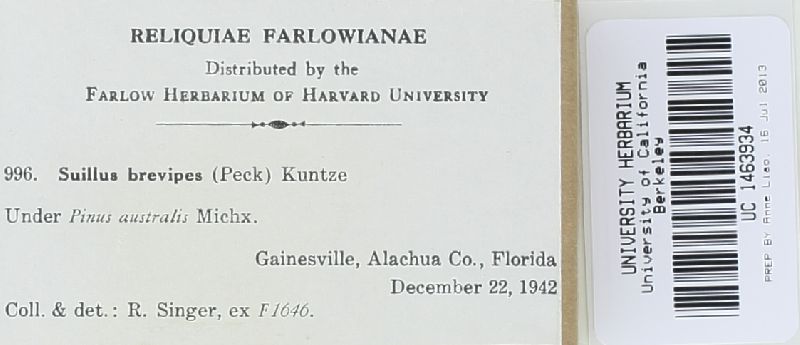 RELIQUIAE FARLOWIANAE
Distributed by the
FARLOW HERBARIUM OF HARVARD UNIVERSITY
996. Suillus brevipes (Peck) Kuntze
Under Pinus australis Michx.
Gainesville, Alachua Co., Florida
December 22, 1942
Coll. & det.: R. Singer, ex F1646.
UNIVERSITY HERBARIUM
University of California
Berkeley
UC 1463934
PREP BY Anne Liao, 16 Jul 2013